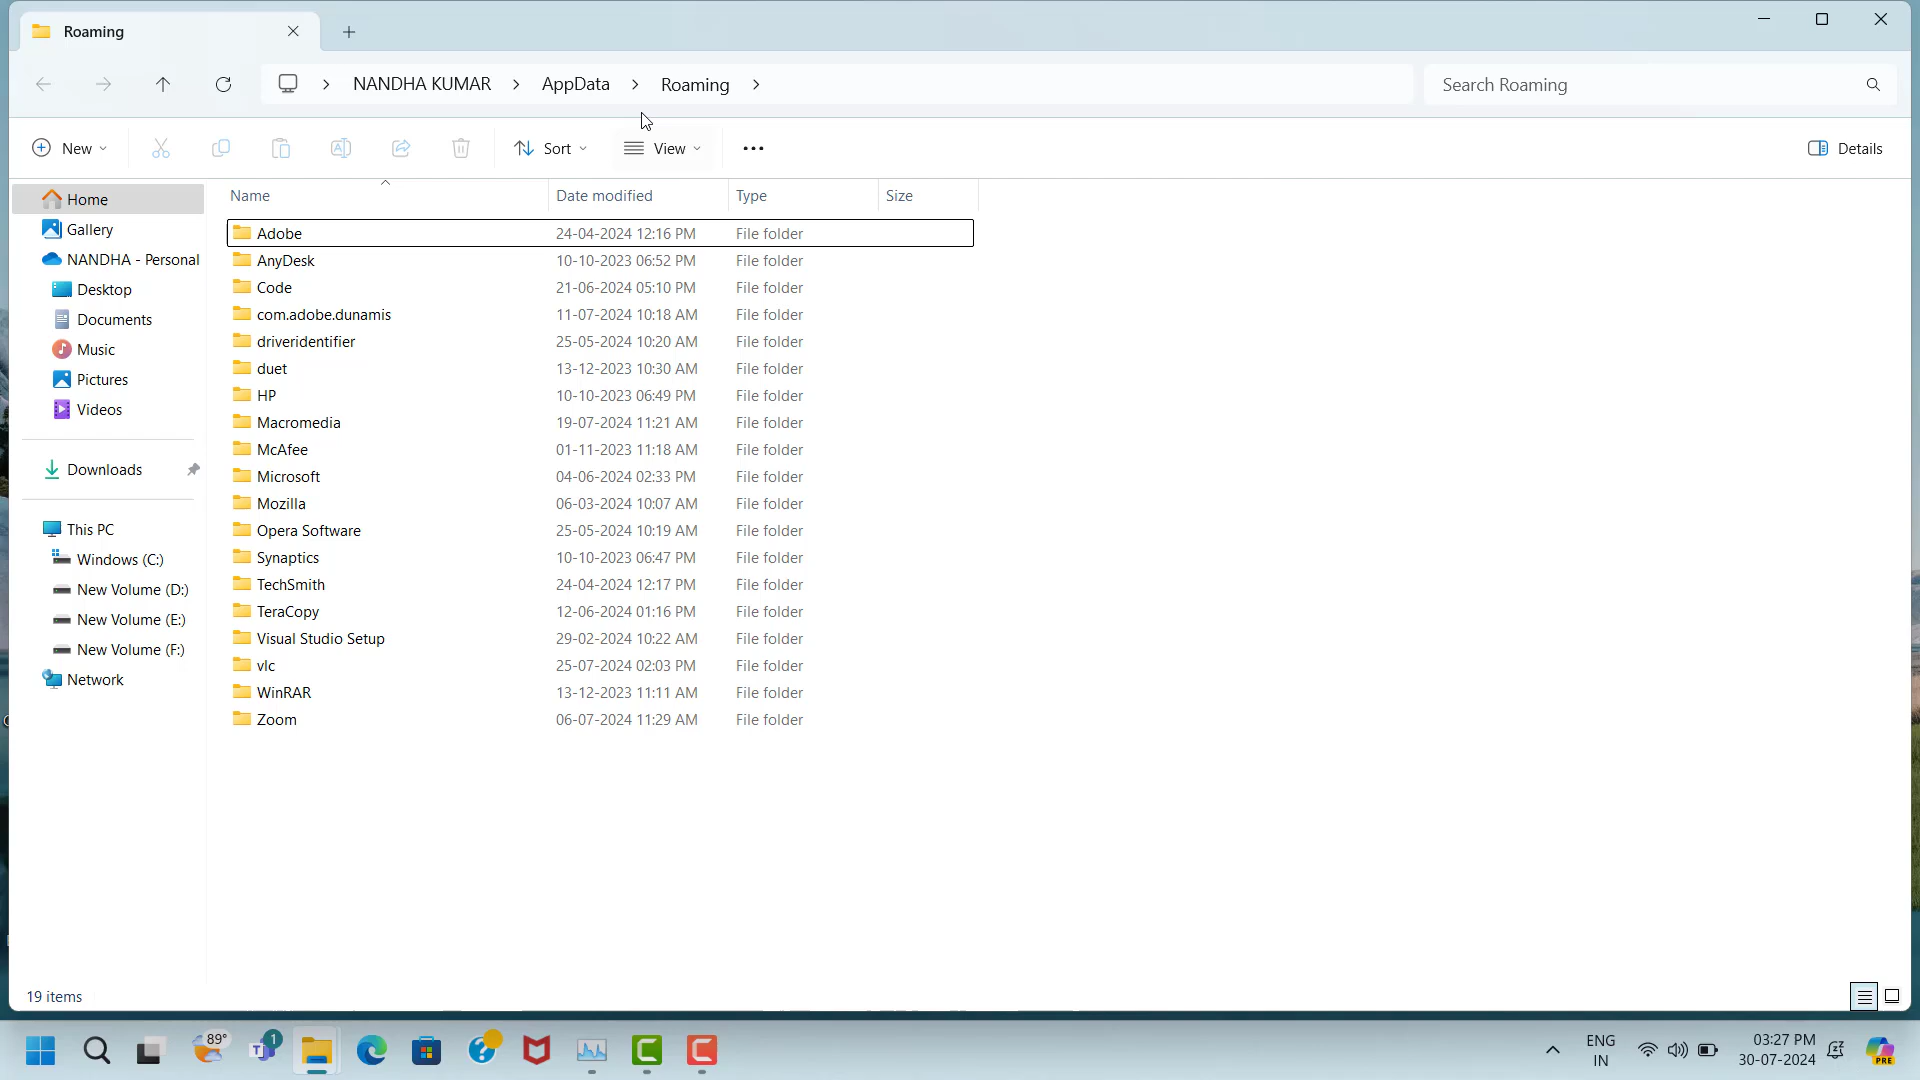 Roaming
NANDHA KUMAR > AppData > Roaming >
Search Roaming
New
Sort
View
Details
Home
Gallery
NANDHA - Personal
Desktop
Documents
Music
Pictures
Videos
Downloads
This PC
Windows (C:)
New Volume (D:)
New Volume (E:)
New Volume (F:)
Network
Name Date modified Type Size
Adobe 24-04-2024 12:16 PM File folder
AnyDesk 10-10-2023 06:52 PM File folder
Code 21-06-2024 05:10 PM File folder
com.adobe.dunamis 11-07-2024 10:18 AM File folder
driveridentifier 25-05-2024 10:20 AM File folder
duet 13-12-2023 10:30 AM File folder
HP 10-10-2023 06:49 PM File folder
Macromedia 19-07-2024 11:21 AM File folder
McAfee 01-11-2023 11:18 AM File folder
Microsoft 04-06-2024 02:33 PM File folder
Mozilla 06-03-2024 10:07 AM File folder
Opera Software 25-05-2024 10:19 AM File folder
Synaptics 10-10-2023 06:47 PM File folder
TechSmith 24-04-2024 12:17 PM File folder
TeraCopy 12-06-2024 01:16 PM File folder
Visual Studio Setup 29-02-2024 10:22 AM File folder
vlc 25-07-2024 02:03 PM File folder
WinRAR 13-12-2023 11:11 AM File folder
Zoom 06-07-2024 11:29 AM File folder
19 items
89°
1
ENG
IN
03:27 PM
30-07-2024
PRE